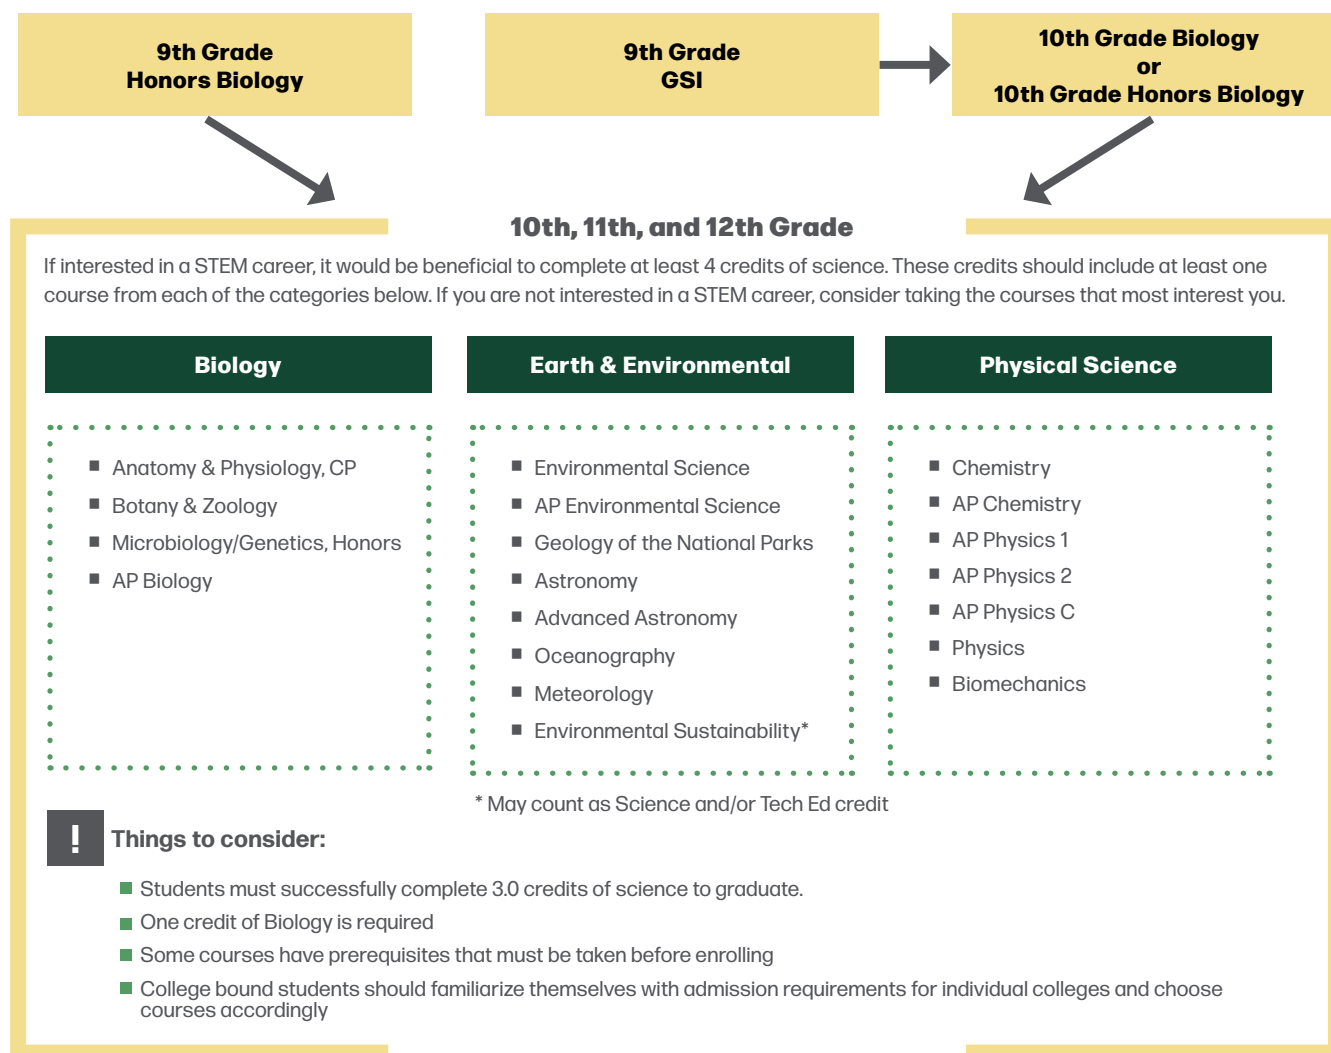 9th Grade
Honors Biology
9th Grade
GSI
10th Grade Biology
or
10th Grade Honors Biology
10th, 11th, and 12th Grade
If interested in a STEM career, it would be beneficial to complete at least 4 credits of science. These credits should include at least one
course from each of the categories below. If you are not interested in a STEM career, consider taking the courses that most interest you.
Biology
Anatomy & Physiology, CP
Botany & Zoology
Microbiology/Genetics, Honors
AP Biology
Earth & Environmental
Environmental Science
AP Environmental Science
Geology of the National Parks
Astronomy
Advanced Astronomy
Oceanography
Meteorology
Environmental Sustainability*
Physical Science
Chemistry
AP Chemistry
AP Physics 1
AP Physics 2
AP Physics C
Physics
Biomechanics
* May count as Science and/or Tech Ed credit
! Things to consider:
Students must successfully complete 3.0 credits of science to graduate.
One credit of Biology is required
Some courses have prerequisites that must be taken before enrolling
College bound students should familiarize themselves with admission requirements for individual colleges and choose
courses accordingly